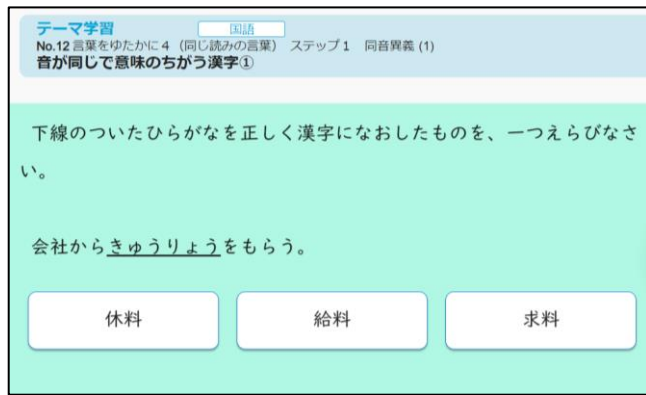 テーマ学習 国語
No.12 言葉をゆたかに4（同じ読みの言葉） ステップ1 同音異義 (1)
音が同じで意味のちがう漢字①
下線のついたひらがなを正しく漢字になおしたものを、一つえらびなさ
い。
会社からきゅうりょうをもらう。
休料 給料 求料